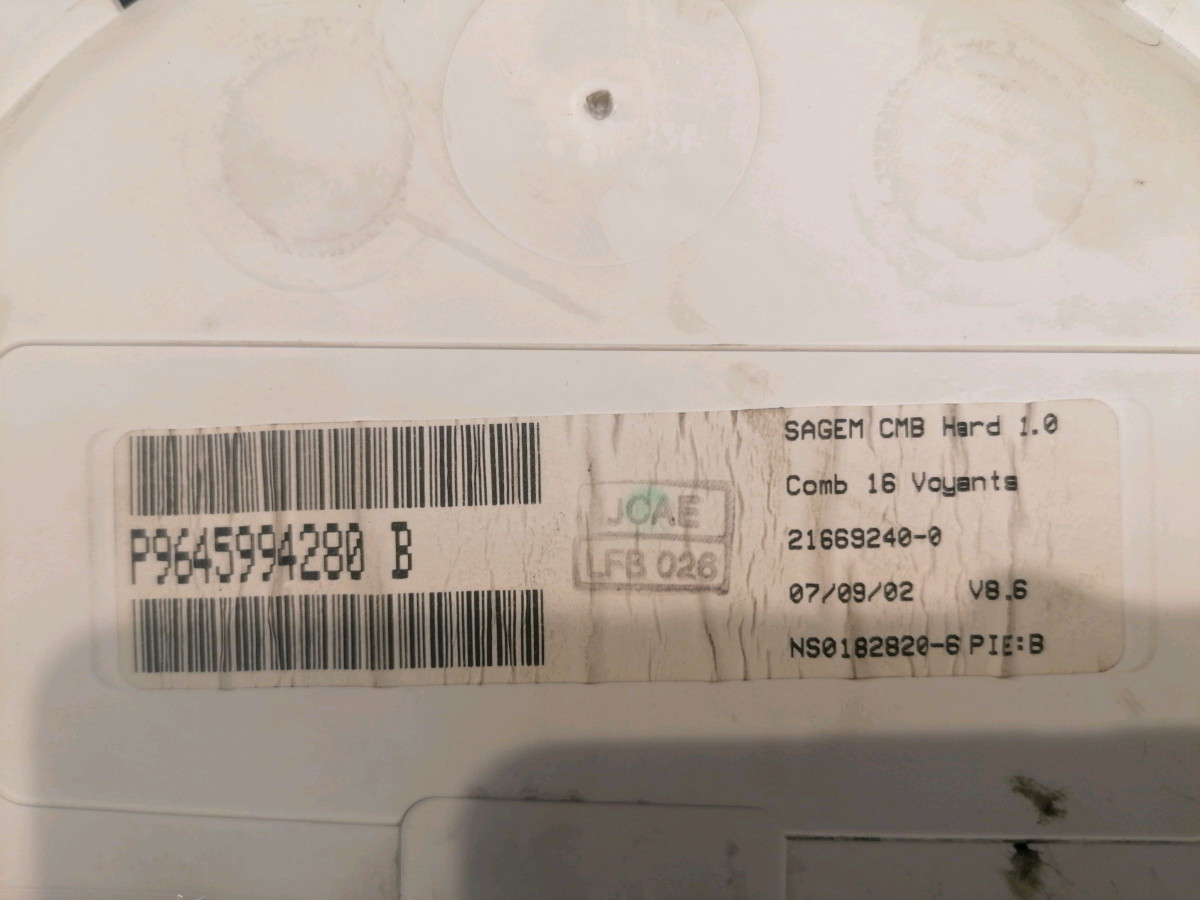 P9645994280 B
JCAE
LFB 026
SAGEM CMB Hard 1.0
Comb 16 Voyants
21669240-0
07/09/02 V8.6
NS0182820-6 PIE:B